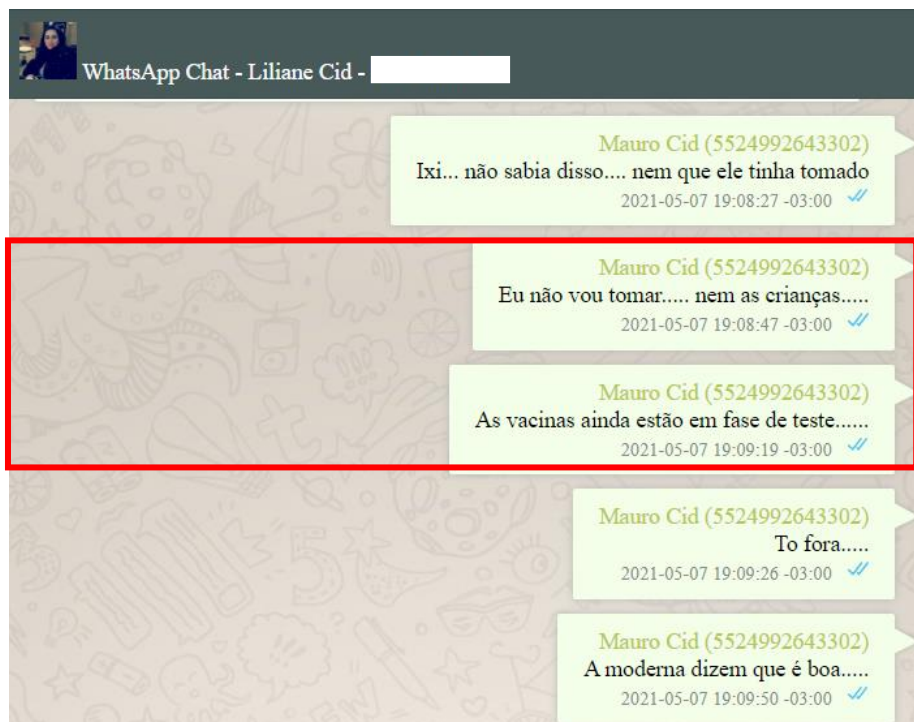 WhatsApp Chat - Liliane Cid -
Mauro Cid (5524992643302)
Ixi... não sabia disso.... nem que ele tinha tomado
2021-05-07 19:08:27 -03:00
Mauro Cid (5524992643302)
Eu não vou tomar..... nem as crianças.....
2021-05-07 19:08:47 -03:00
Mauro Cid (5524992643302)
As vacinas ainda estão em fase de teste......
2021-05-07 19:09:19 -03:00
Mauro Cid (5524992643302)
To fora.....
2021-05-07 19:09:26 -03:00
Mauro Cid (5524992643302)
A moderna dizem que é boa.....
2021-05-07 19:09:50 -03:00